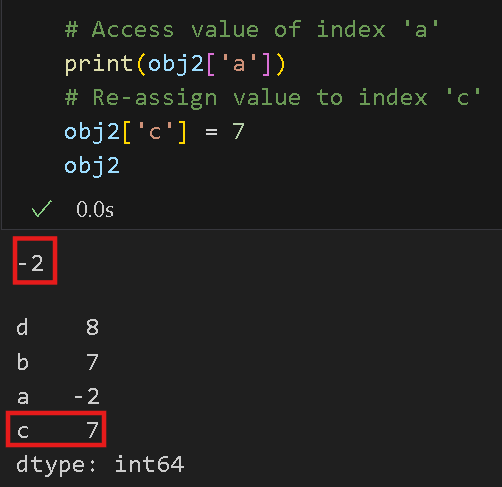 # Access value of index 'a'
print(obj2['a'])
# Re-assign value to index 'c'
obj2['c'] = 7
obj2
0.0s
-2
d 8
b 7
a -2
c 7
dtype: int64